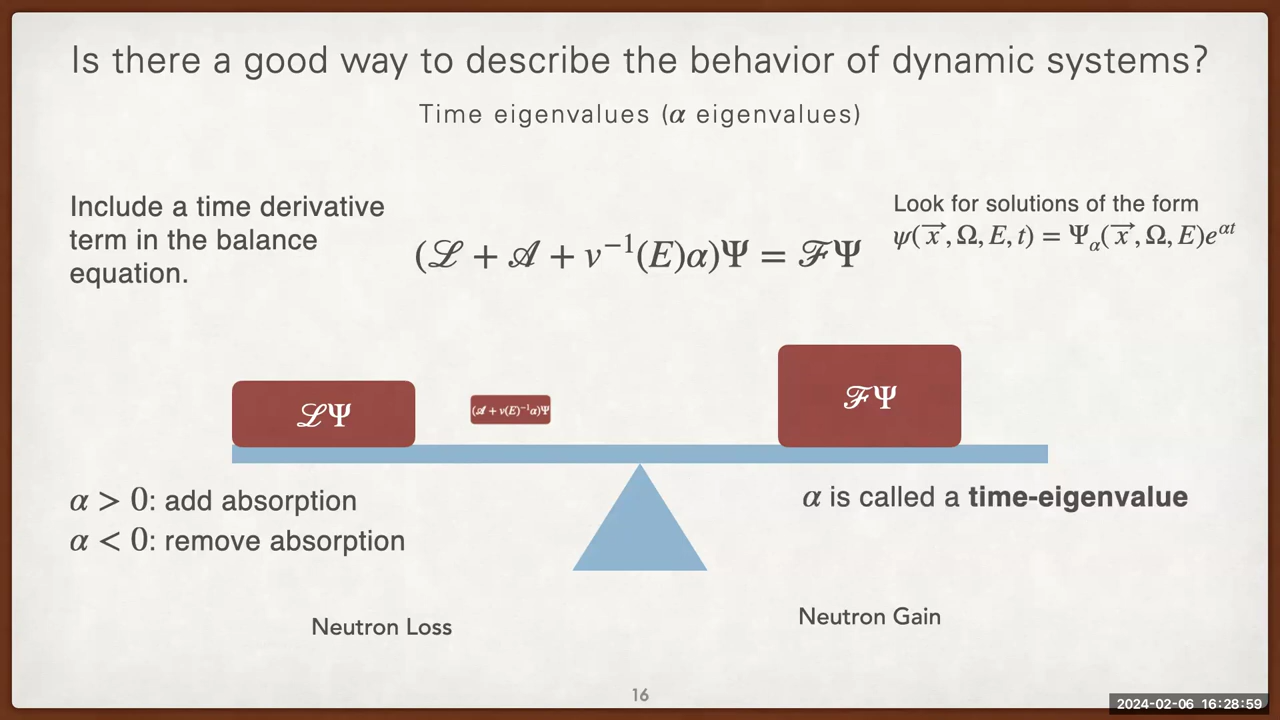 Is there a good way to describe the behavior of dynamic systems?
Time eigenvalues (α eigenvalues)
Include a time derivative
term in the balance
equation.
(ℒ + 𝒜 + v⁻¹(E)α)Ψ = ℱΨ
Look for solutions of the form
ψ(x⃗, Ω, E, t) = Ψ_α(x⃗, Ω, E)e^{αt}
ℒΨ
(𝒜 + v(E)⁻¹α)Ψ
ℱΨ
α > 0: add absorption
α < 0: remove absorption
α is called a time-eigenvalue
Neutron Loss
Neutron Gain
16
2024-02-06 16:28:59